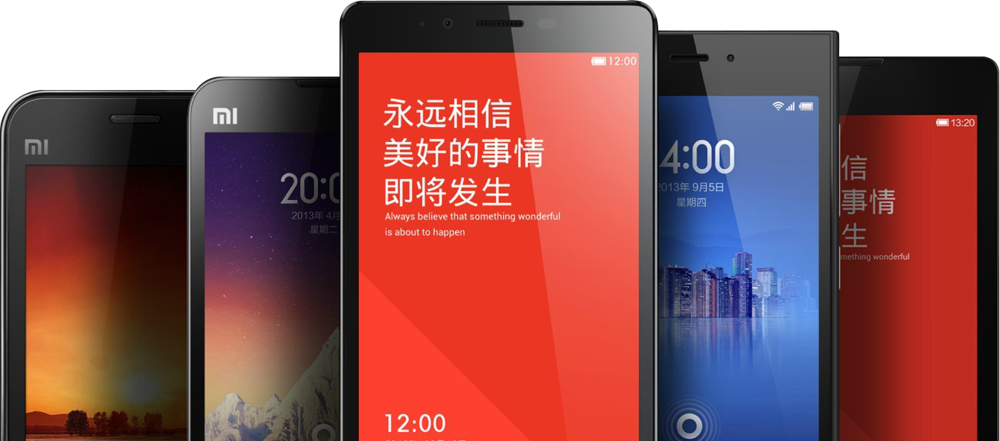 MI
MI
20:0
2013年 4月
星期二
12:00
永远相信
美好的事情
即将发生
Always believe that something wonderful
is about to happen
12:00
4:00
2013年 9月5日
星期四
13:20
信
事情
生
mething wonderful